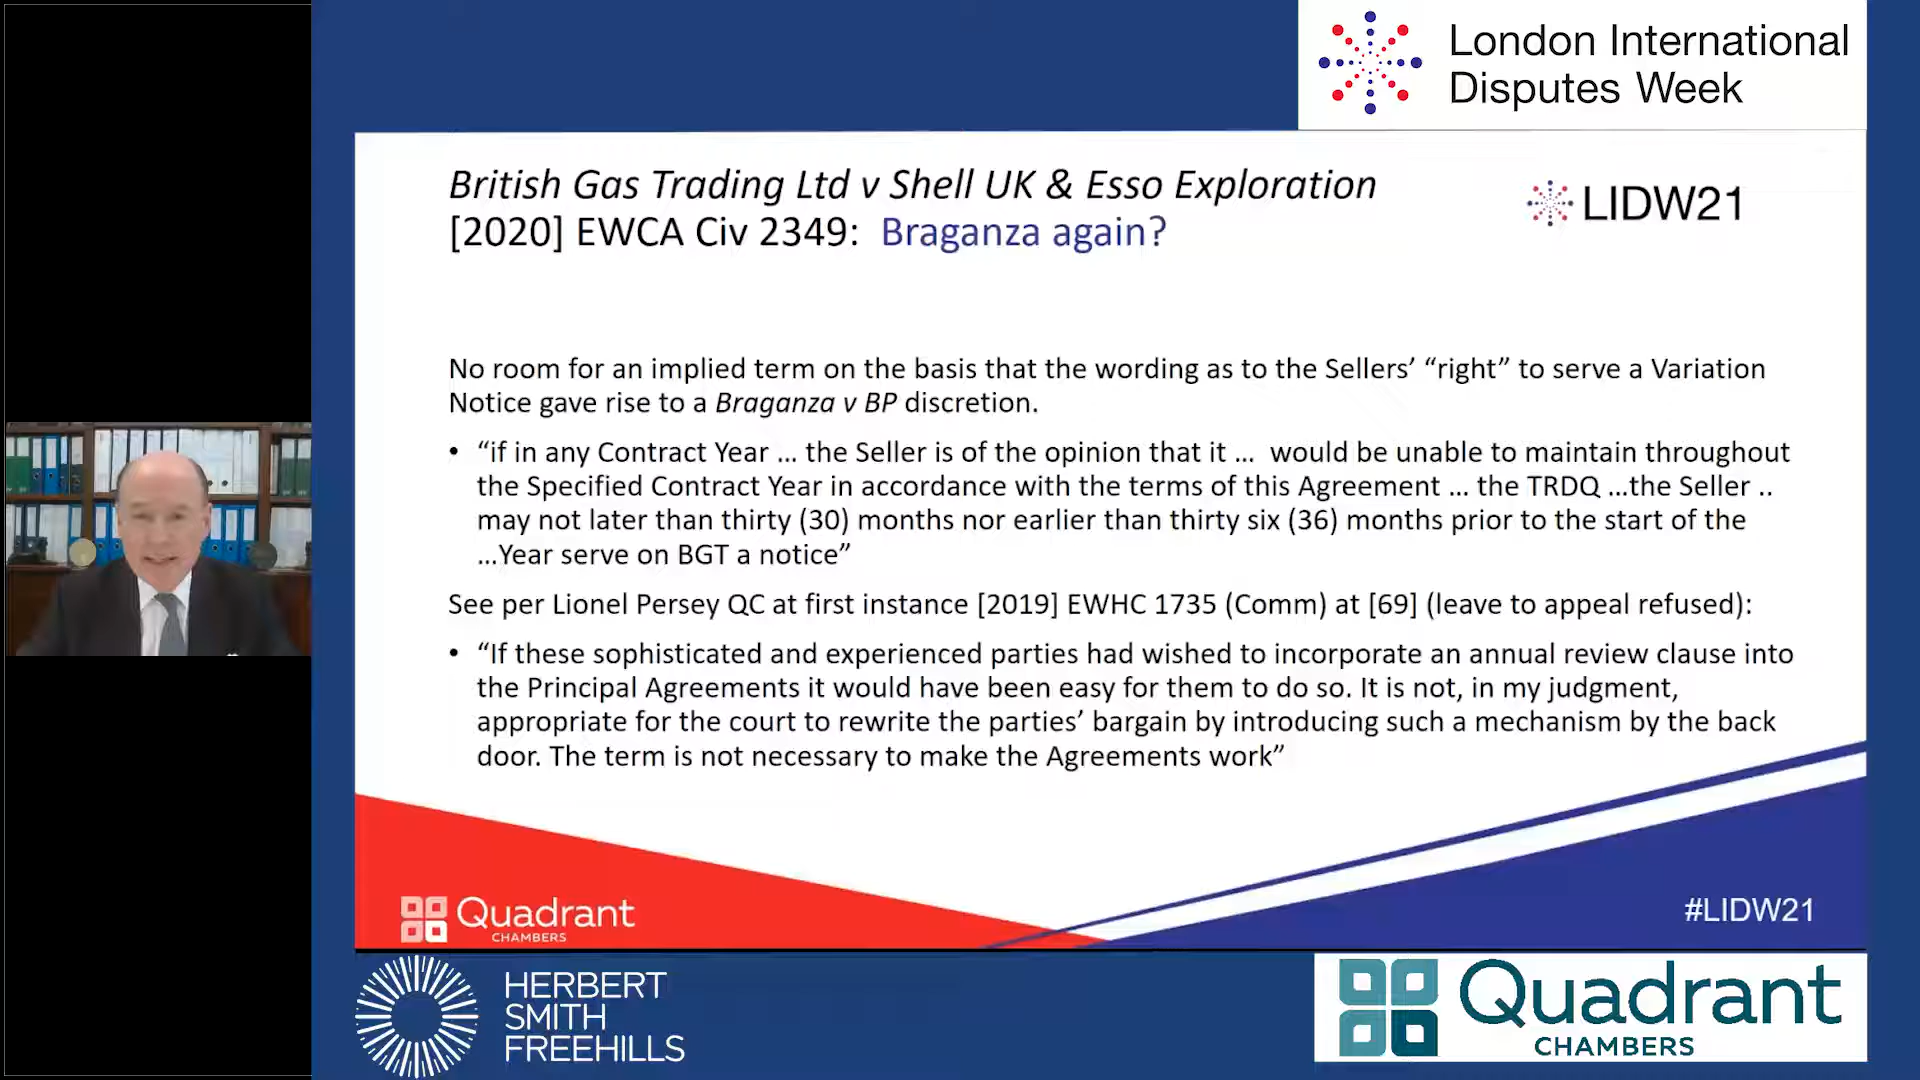 London International
Disputes Week
British Gas Trading Ltd v Shell UK & Esso Exploration
[2020] EWCA Civ 2349: Braganza again?
LIDW21
No room for an implied term on the basis that the wording as to the Sellers’ “right” to serve a Variation
Notice gave rise to a Braganza v BP discretion.
• “if in any Contract Year ... the Seller is of the opinion that it ... would be unable to maintain throughout
the Specified Contract Year in accordance with the terms of this Agreement ... the TRDQ ...the Seller ..
may not later than thirty (30) months nor earlier than thirty six (36) months prior to the start of the
...Year serve on BGT a notice”
See per Lionel Persey QC at first instance [2019] EWHC 1735 (Comm) at [69] (leave to appeal refused):
• “If these sophisticated and experienced parties had wished to incorporate an annual review clause into
the Principal Agreements it would have been easy for them to do so. It is not, in my judgment,
appropriate for the court to rewrite the parties’ bargain by introducing such a mechanism by the back
door. The term is not necessary to make the Agreements work”
Quadrant
CHAMBERS
#LIDW21
HERBERT
SMITH
FREEHILLS
Quadrant
CHAMBERS